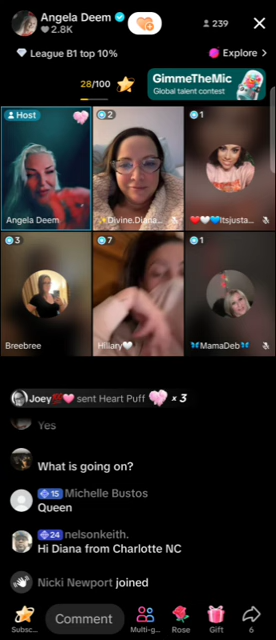 Angela Deem
2.8K
239
League B1 top 10%
Explore >
28/100
GimmeTheMic
Global talent contest
Host
2
1
Angela Deem
Divine.Diana...
Itsjusta...
3
7
1
Breebree
Hillary
MamaDeb
Joey💯 sent Heart Puff x 3
Yes
What is going on?
15 Michelle Bustos
Queen
24 nelsonkeith.
Hi Diana from Charlotte NC
Nicki Newport joined
Subsc...
Comment
Multi-g...
Rose
Gift
6